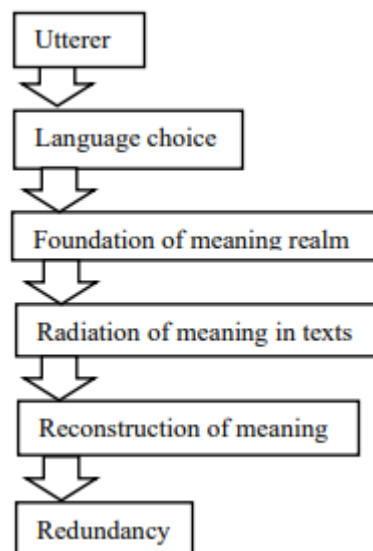 Utterer
Language choice
Foundation of meaning realm
Radiation of meaning in texts
Reconstruction of meaning
Redundancy